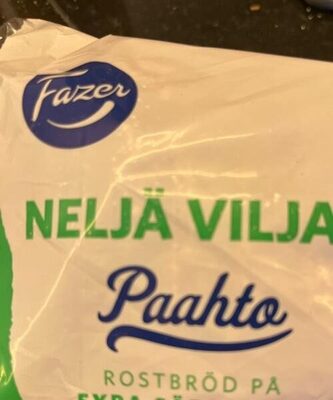 Fazer
NELJÄ VILJA
Paahto
ROSTBRÖD PÅ